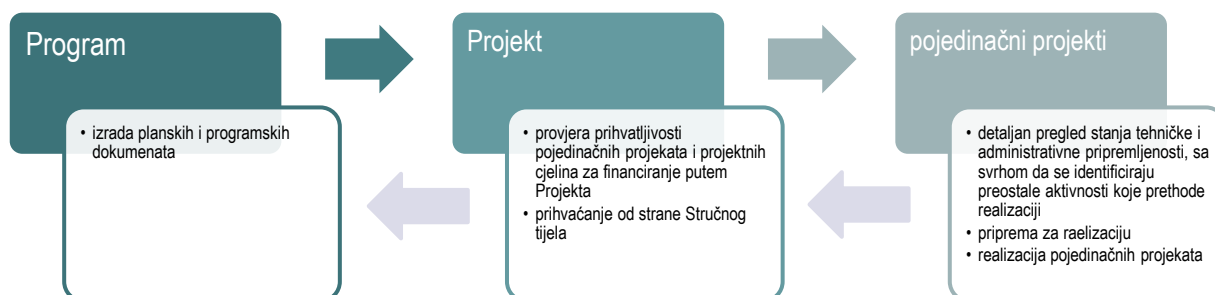 Program
• izrada planskih i programskih
dokumenata
Projekt
• provjera prihvatljivosti
pojedinačnih projekata i projektnih
cjelina za financiranje putem
Projekta
• prihvaćanje od strane Stručnog
tijela
pojedinačni projekti
• detaljan pregled stanja tehničke i
administrativne pripremljenosti, sa
svrhom da se identificiraju
preostale aktivnosti koje prethode
realizaciji
• priprema za raelizaciju
• realizacija pojedinačnih projekata